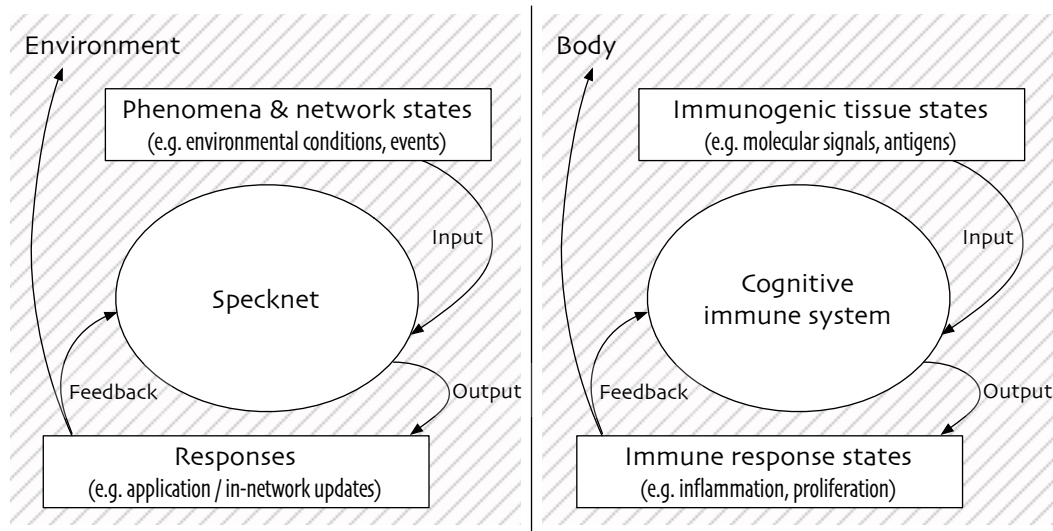 Environment
Phenomena & network states
(e.g. environmental conditions, events)
Input
Specknet
Feedback
Output
Responses
(e.g. application / in-network updates)
Body
Immunogenic tissue states
(e.g. molecular signals, antigens)
Input
Cognitive
immune system
Feedback
Output
Immune response states
(e.g. inflammation, proliferation)